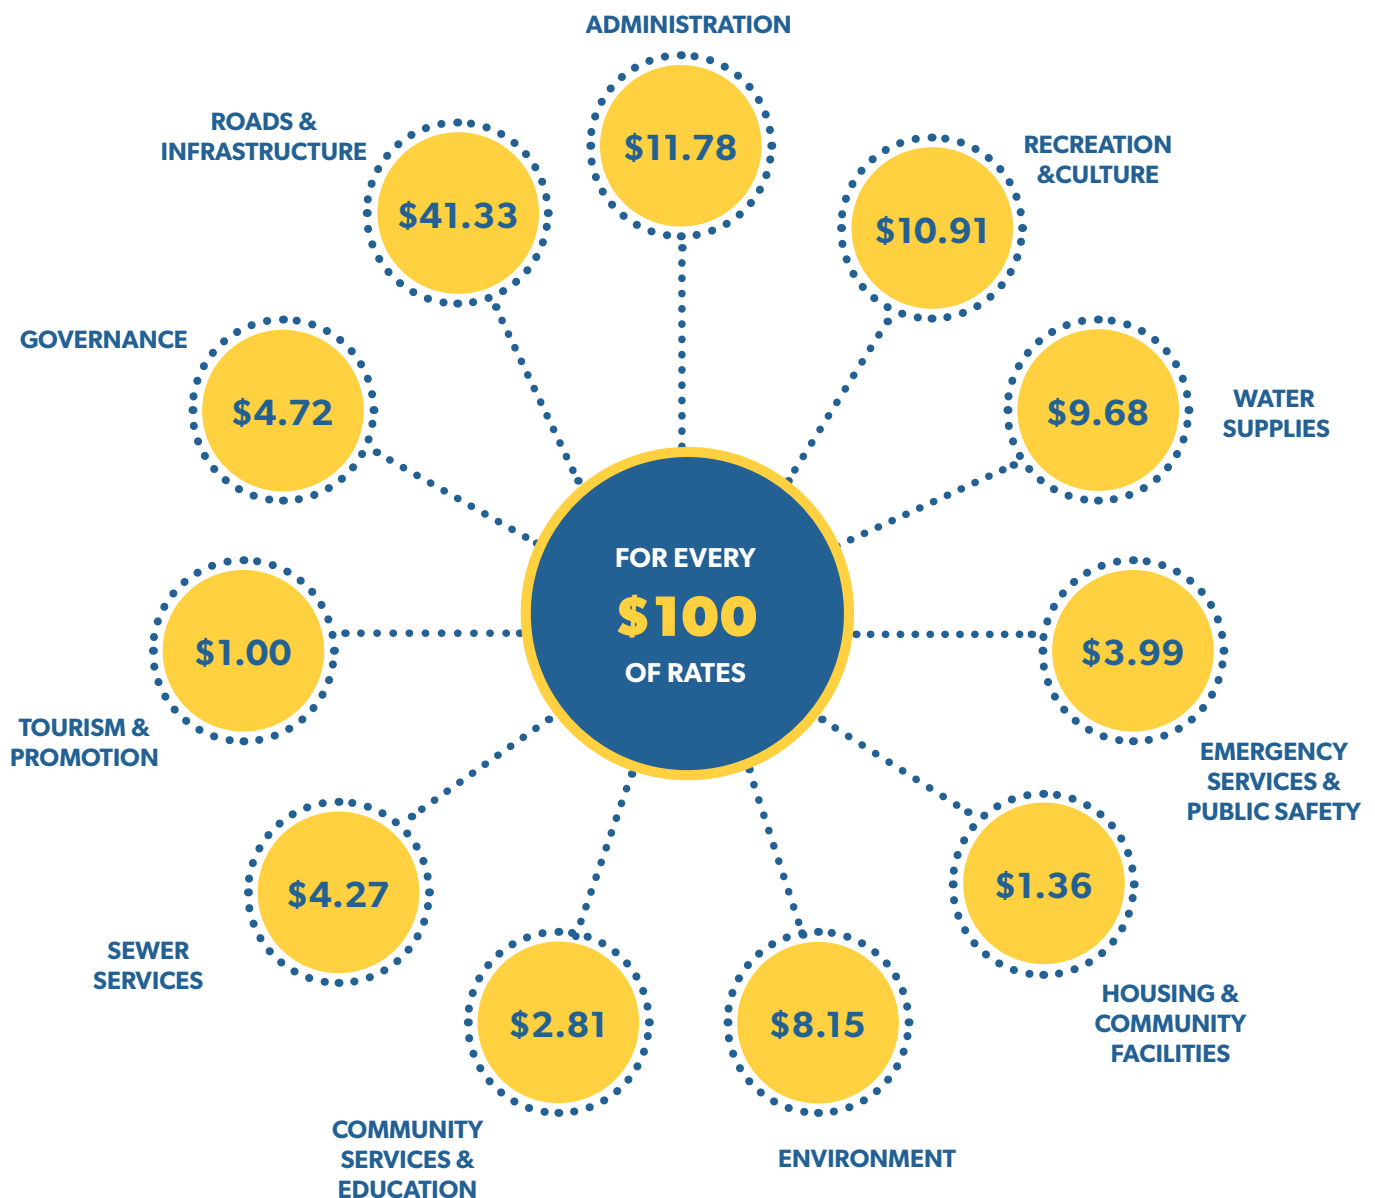 ADMINISTRATION
$11.78
ROADS &
INFRASTRUCTURE
$41.33
RECREATION
&CULTURE
$10.91
GOVERNANCE
$4.72
WATER
SUPPLIES
$9.68
FOR EVERY
$100
OF RATES
TOURISM &
PROMOTION
$1.00
$3.99
EMERGENCY
SERVICES &
PUBLIC SAFETY
SEWER
SERVICES
$4.27
$1.36
HOUSING &
COMMUNITY
FACILITIES
$2.81
COMMUNITY
SERVICES &
EDUCATION
$8.15
ENVIRONMENT